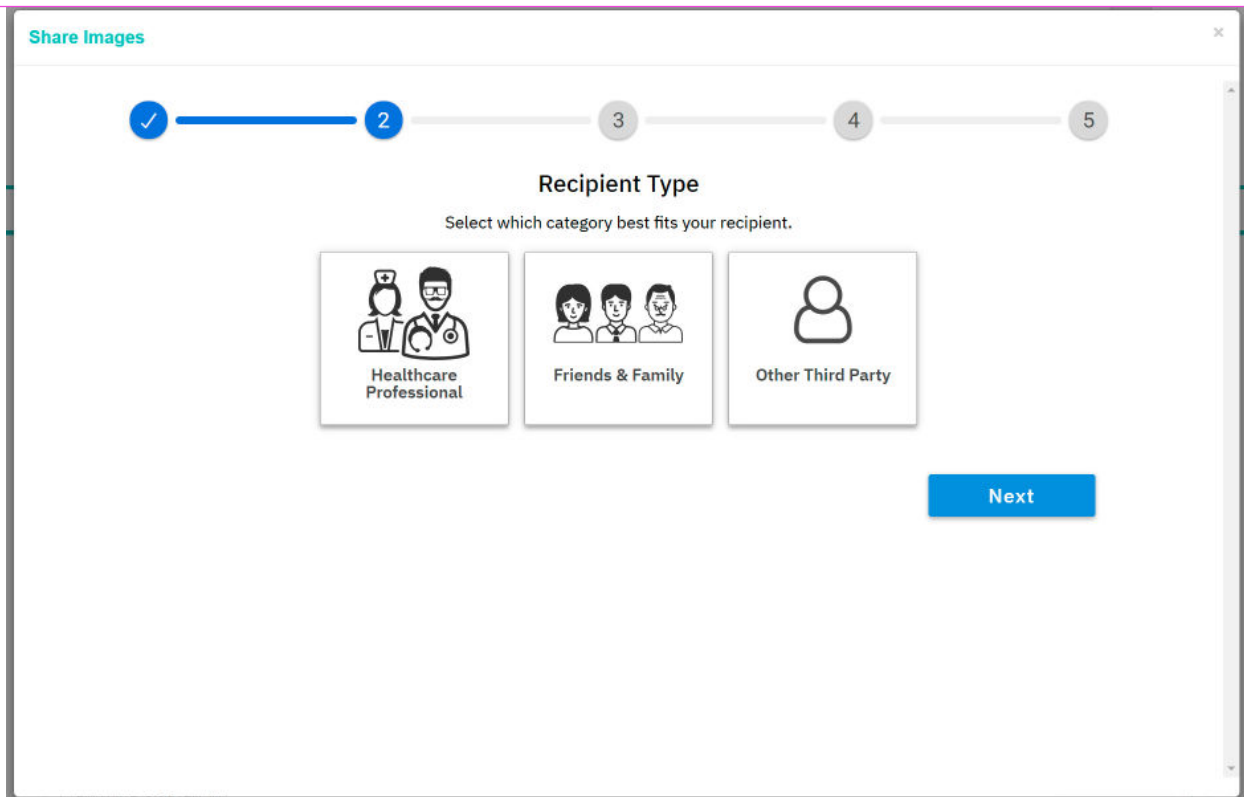 Share Images
×
2 3 4 5
Recipient Type
Select which category best fits your recipient.
Healthcare
Professional
Friends & Family
Other Third Party
Next